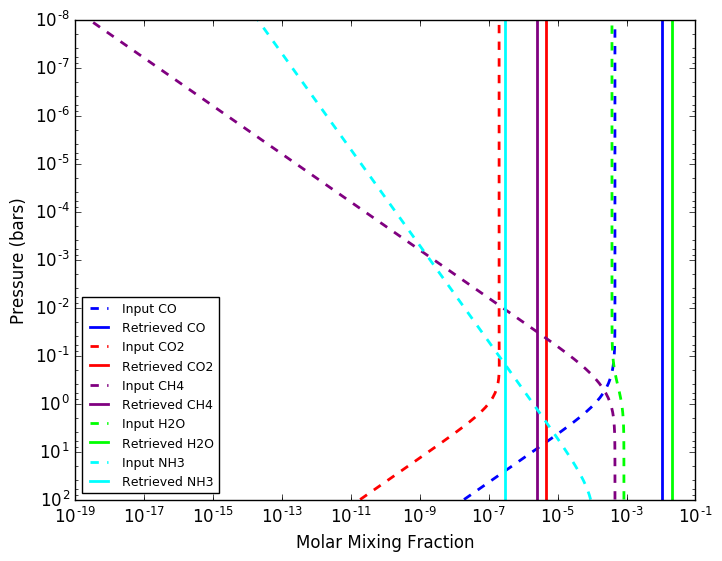 10^-8
10^-7
10^-6
10^-5
10^-4
10^-3
10^-2
10^-1
10^0
10^1
10^2
Pressure (bars)
Input CO
Retrieved CO
Input CO2
Retrieved CO2
Input CH4
Retrieved CH4
Input H2O
Retrieved H2O
Input NH3
Retrieved NH3
10^-19 10^-17 10^-15 10^-13 10^-11 10^-9 10^-7 10^-5 10^-3 10^-1
Molar Mixing Fraction